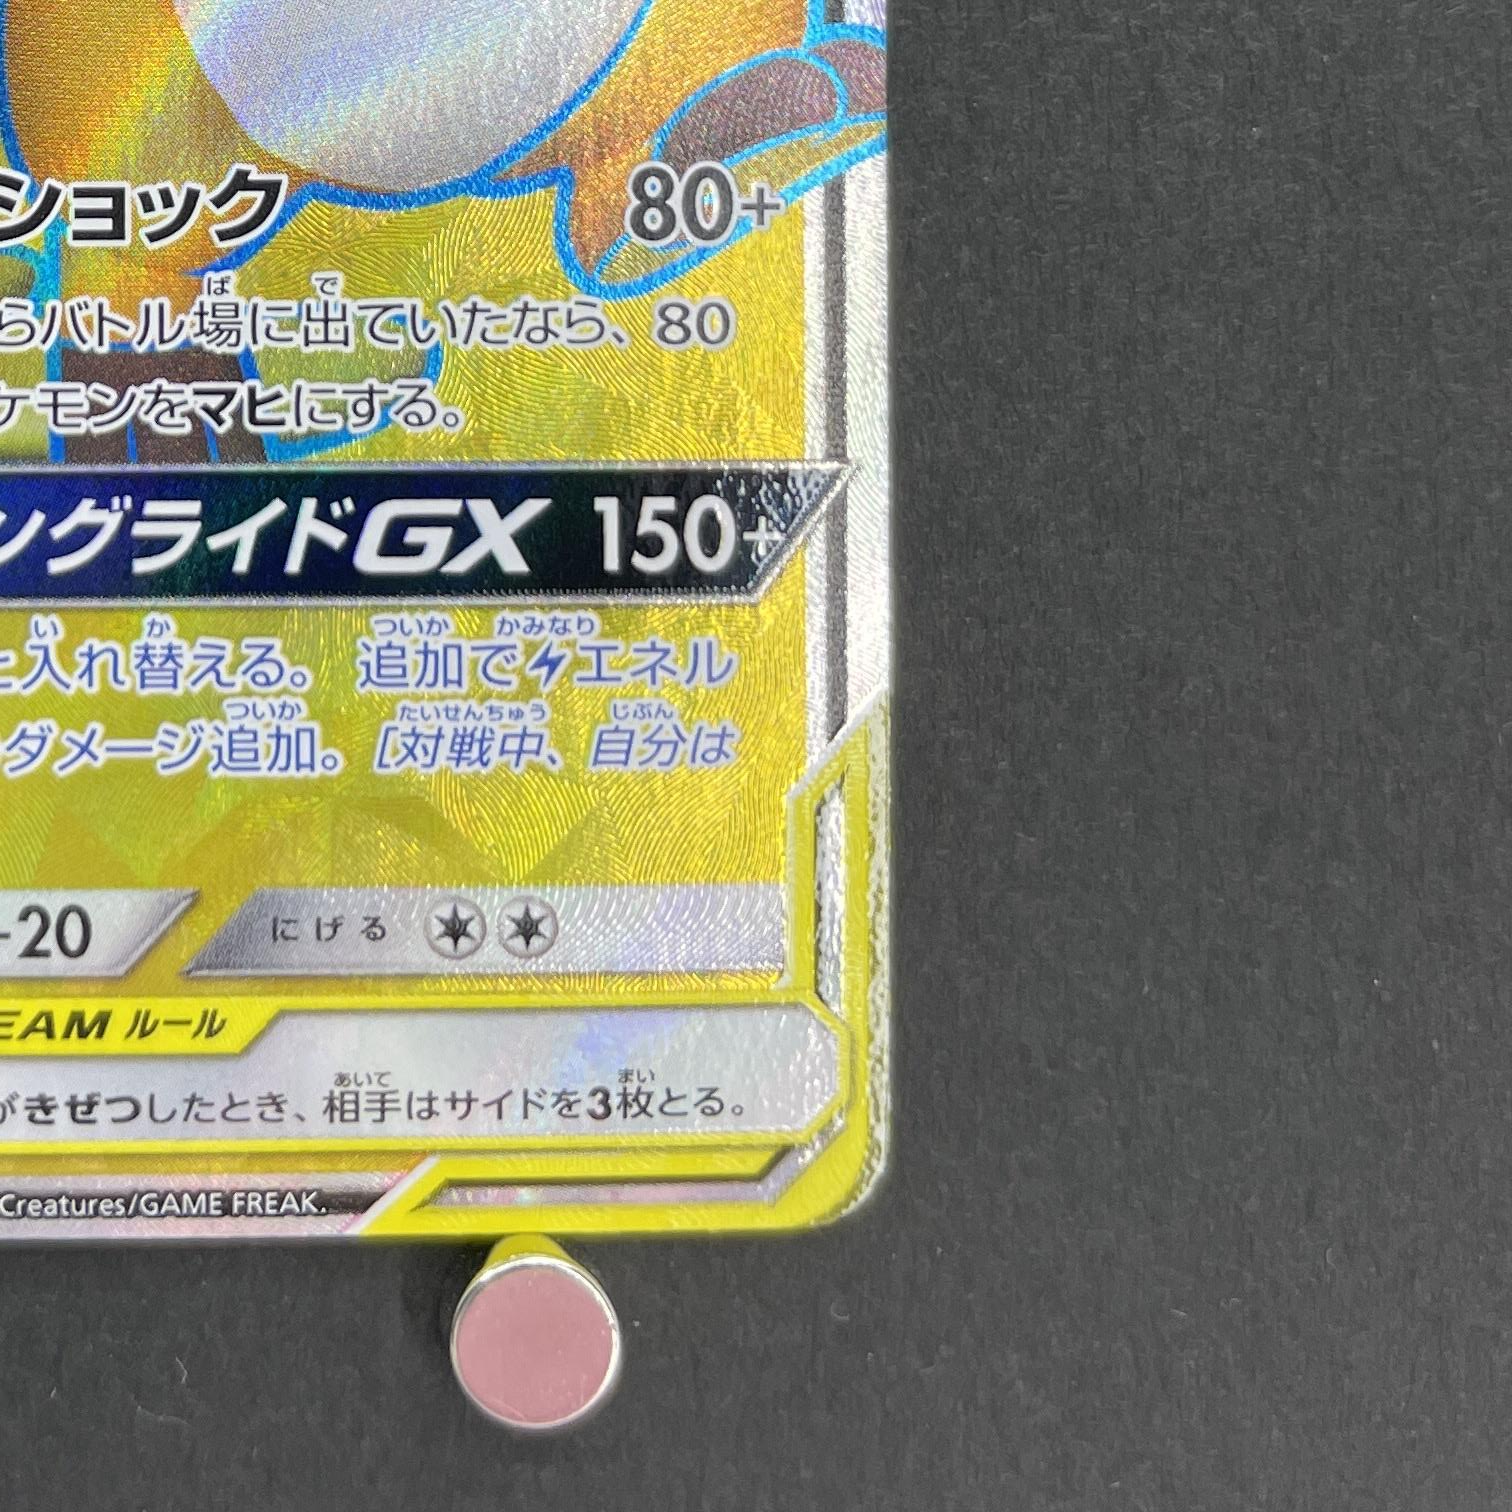 ショック 80+
らバトル場に出ていたなら、80
ば で
ケモンをマヒにする。
ングライドGX 150+
い か ついか かみなり
と入れ替える。追加でエネル
ついか たいせんちゅう じぶん
ダメージ追加。[対戦中、自分は
-20 にげる
EAM ルール
あいて まい
がきぜつしたとき、相手はサイドを3枚とる。
Creatures/GAME FREAK.